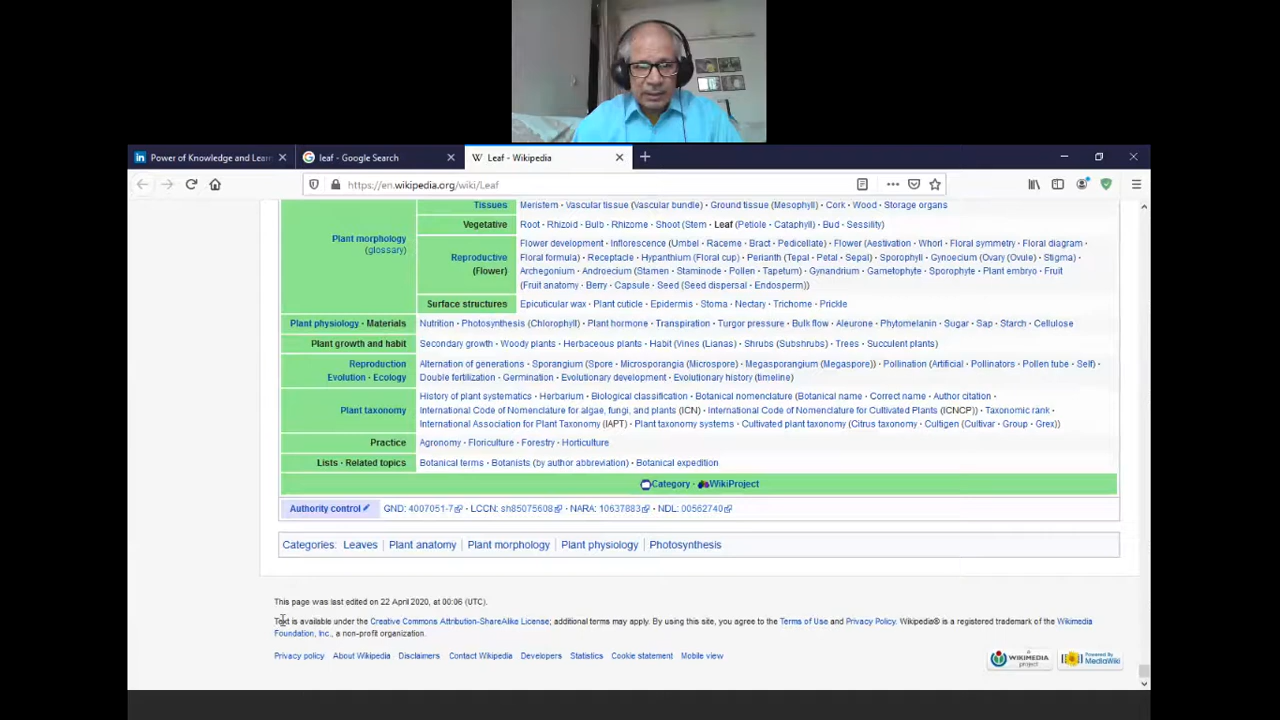 Power of Knowledge and Learn
leaf - Google Search
Leaf - Wikipedia
https://en.wikipedia.org/wiki/Leaf
Tissues
Meristem · Vascular tissue (Vascular bundle) · Ground tissue (Mesophyll) · Cork · Wood · Storage organs
Plant morphology
(glossary)
Vegetative
Root · Rhizoid · Bulb · Rhizome · Shoot (Stem · Leaf (Petiole · Cataphyll) · Bud · Sessility)
Reproductive
(Flower)
Flower development · Inflorescence (Umbel · Raceme · Bract · Pedicellate) · Flower (Aestivation · Whorl · Floral symmetry · Floral diagram ·
Floral formula) · Receptacle · Hypanthium (Floral cup) · Perianth (Tepal · Petal · Sepal) · Sporophyll · Gynoecium (Ovary (Ovule) · Stigma) ·
Archegonium · Androecium (Stamen · Staminode · Pollen · Tapetum) · Gynandrium · Gametophyte · Sporophyte · Plant embryo · Fruit
(Fruit anatomy · Berry · Capsule · Seed (Seed dispersal · Endosperm))
Surface structures
Epicuticular wax · Plant cuticle · Epidermis · Stoma · Nectary · Trichome · Prickle
Plant physiology · Materials
Nutrition · Photosynthesis (Chlorophyll) · Plant hormone · Transpiration · Turgor pressure · Bulk flow · Aleurone · Phytomelanin · Sugar · Sap · Starch · Cellulose
Plant growth and habit
Secondary growth · Woody plants · Herbaceous plants · Habit (Vines (Lianas) · Shrubs (Subshrubs) · Trees · Succulent plants)
Reproduction
Evolution · Ecology
Alternation of generations · Sporangium (Spore · Microsporangia (Microspore) · Megasporangium (Megaspore)) · Pollination (Artificial · Pollinators · Pollen tube · Self) ·
Double fertilization · Germination · Evolutionary development · Evolutionary history (timeline)
Plant taxonomy
History of plant systematics · Herbarium · Biological classification · Botanical nomenclature (Botanical name · Correct name · Author citation ·
International Code of Nomenclature for algae, fungi, and plants (ICN) · International Code of Nomenclature for Cultivated Plants (ICNCP)) · Taxonomic rank ·
International Association for Plant Taxonomy (IAPT) · Plant taxonomy systems · Cultivated plant taxonomy (Citrus taxonomy · Cultigen (Cultivar · Group · Grex))
Practice
Agronomy · Floriculture · Forestry · Horticulture
Lists · Related topics
Botanical terms · Botanists (by author abbreviation) · Botanical expedition
Category · WikiProject
Authority control
GND: 4007051-7 · LCCN: sh85075608 · NARA: 10637883 · NDL: 00562740
Categories: Leaves | Plant anatomy | Plant morphology | Plant physiology | Photosynthesis
This page was last edited on 22 April 2020, at 00:06 (UTC).
Text is available under the Creative Commons Attribution-ShareAlike License; additional terms may apply. By using this site, you agree to the Terms of Use and Privacy Policy. Wikipedia® is a registered trademark of the Wikimedia
Foundation, Inc., a non-profit organization.
Privacy policy About Wikipedia Disclaimers Contact Wikipedia Developers Statistics Cookie statement Mobile view
A WIKIMEDIA project
Powered By MediaWiki